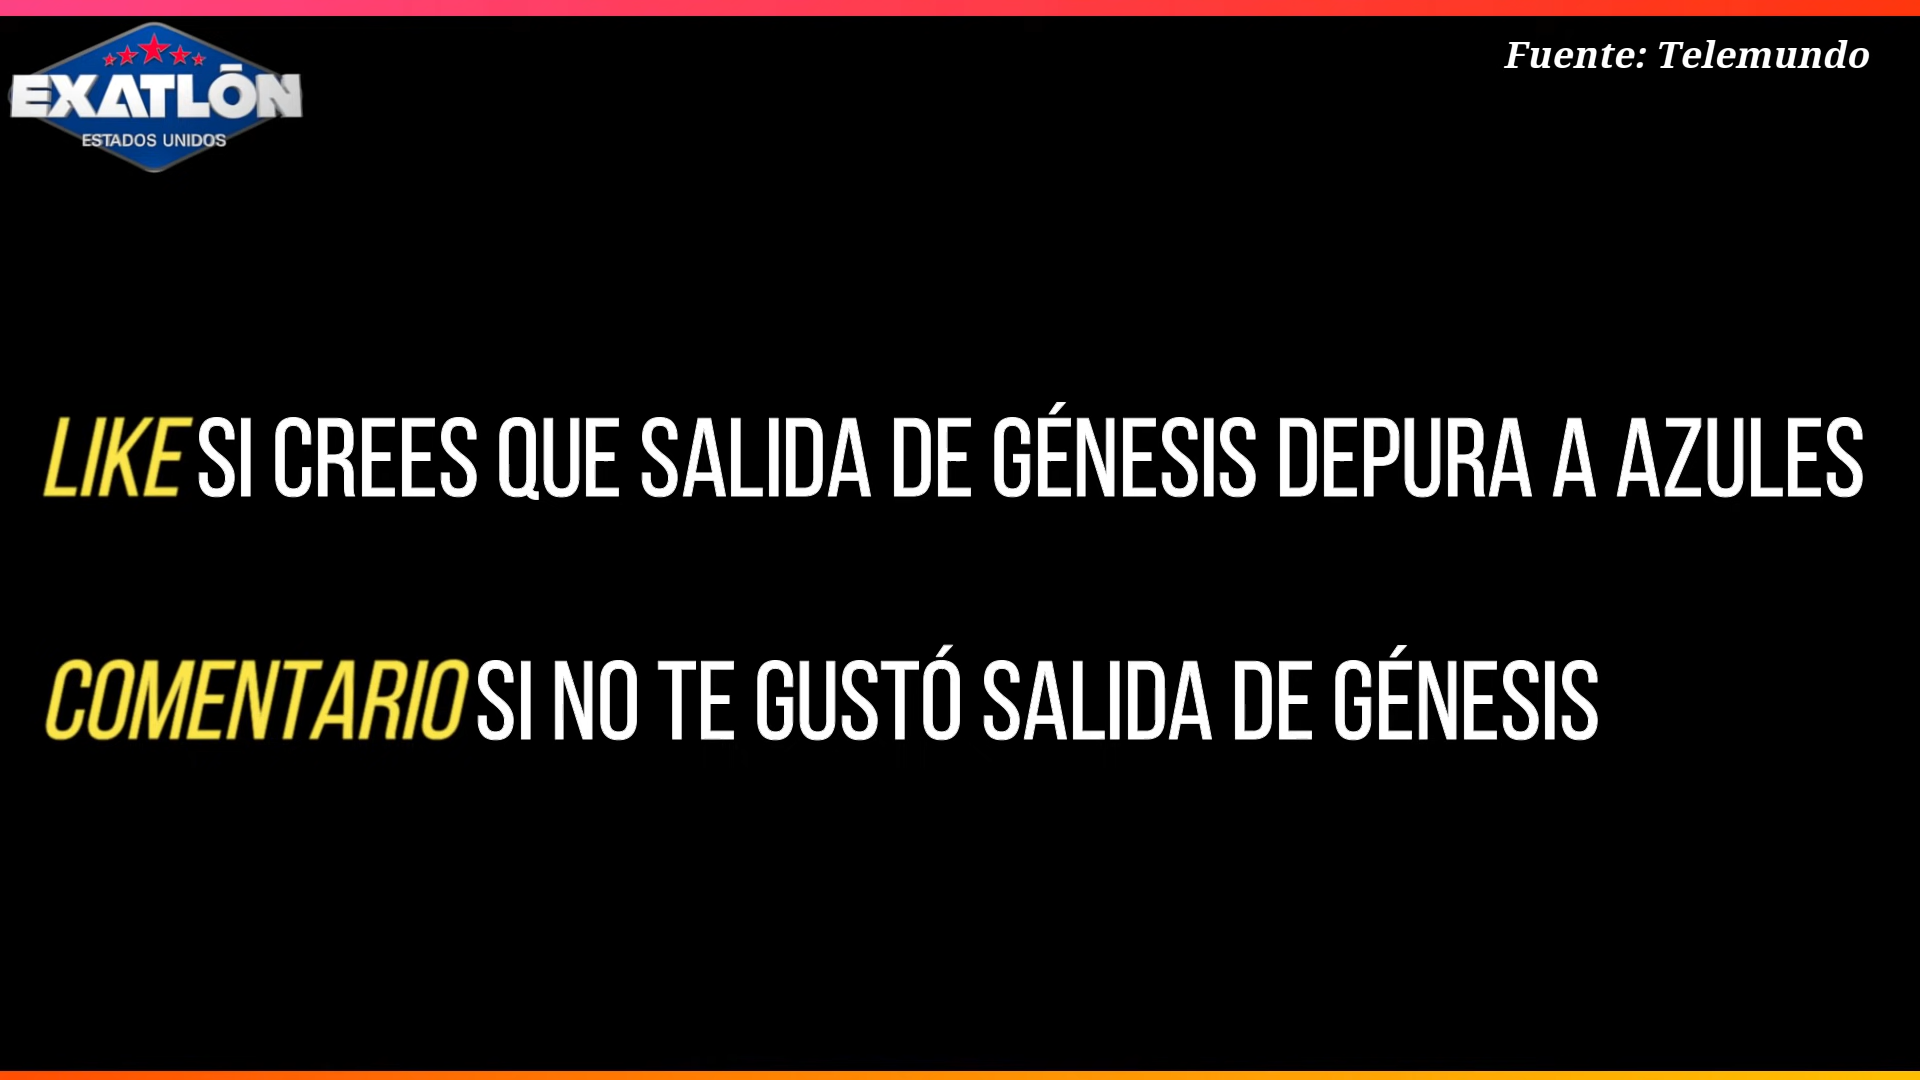 EXATLŌN
ESTADOS UNIDOS
Fuente: Telemundo
LIKE SI CREES QUE SALIDA DE GÉNESIS DEPURA A AZULES
COMENTARIO SI NO TE GUSTÓ SALIDA DE GÉNESIS